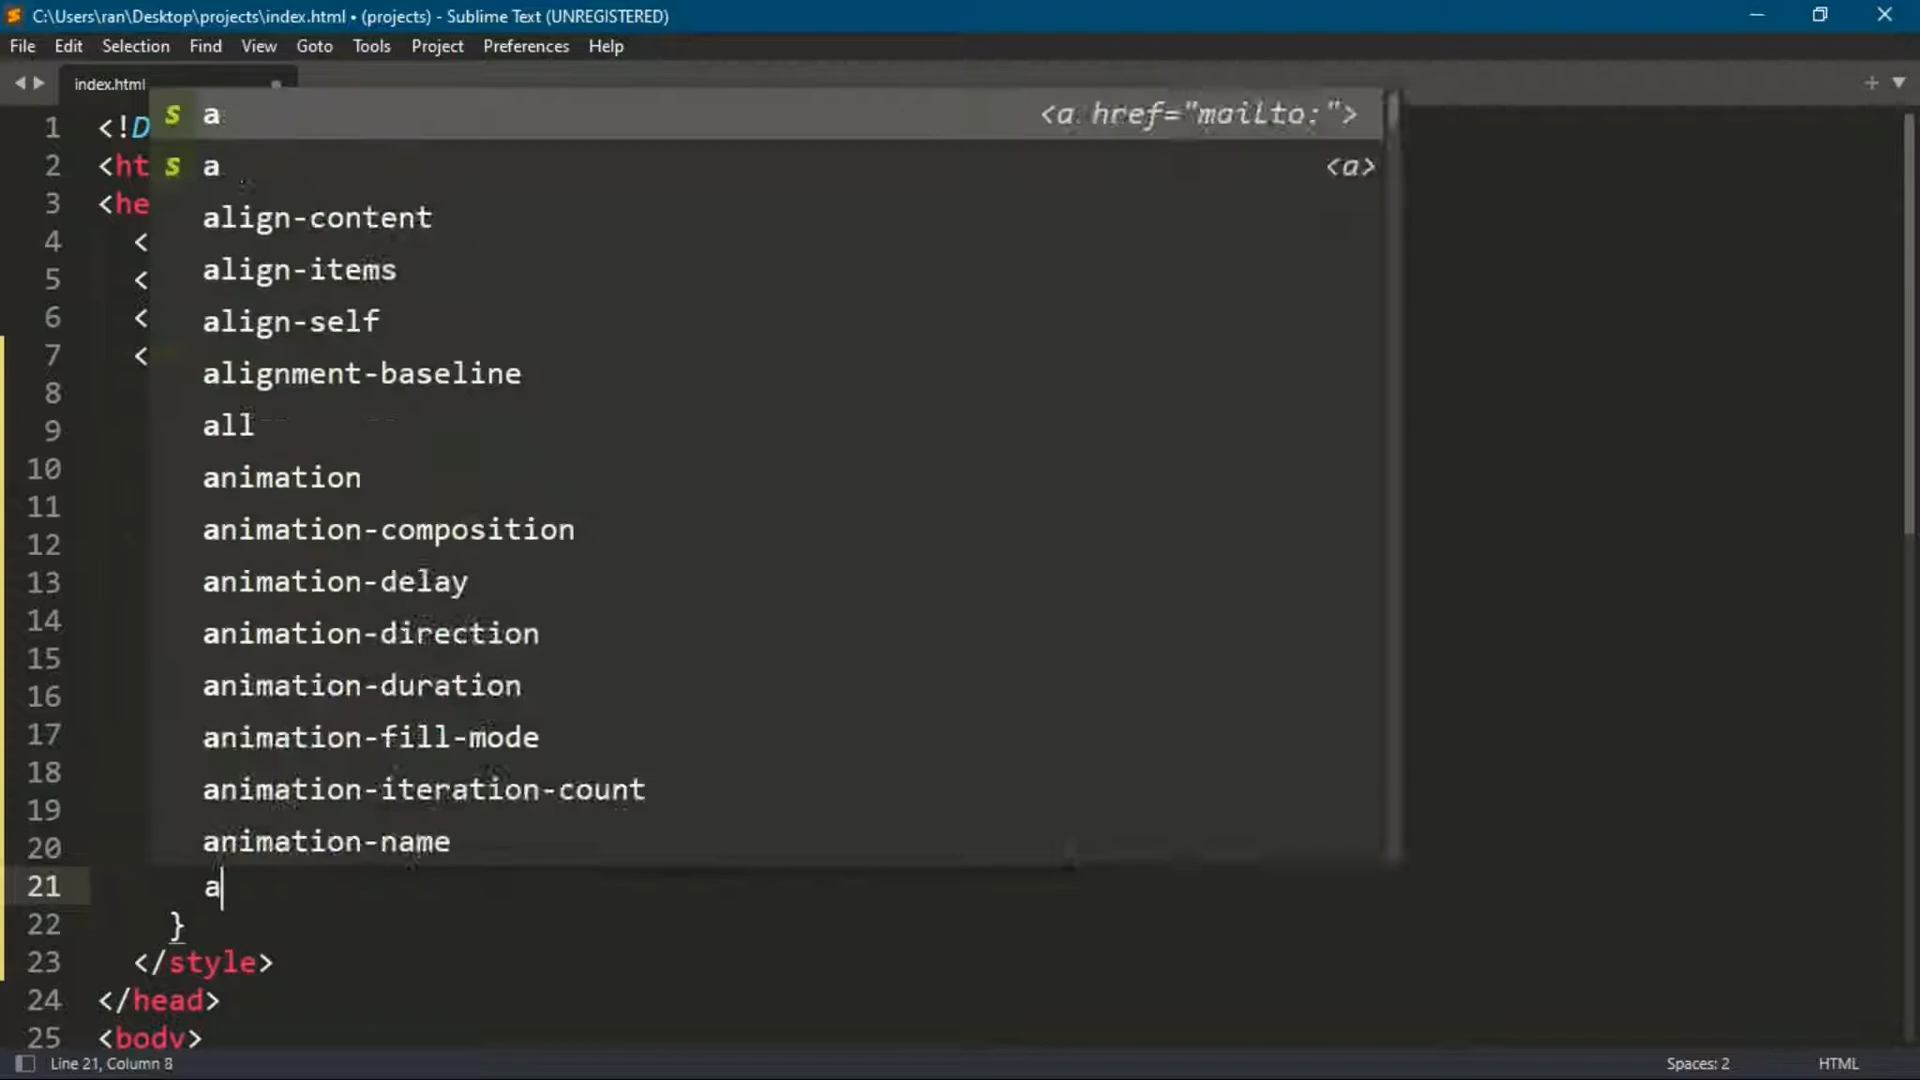 C:\Users\ran\Desktop\projects\index.html • (projects) - Sublime Text (UNREGISTERED)
File Edit Selection Find View Goto Tools Project Preferences Help
index.html
1 <!D
2 <ht
3 <he
4 <
5 <
6 <
7 <
8
9
10
11
12
13
14
15
16
17
18
19
20
s a <a href="mailto:">
s a <a>
align-content
align-items
align-self
alignment-baseline
all
animation
animation-composition
animation-delay
animation-direction
animation-duration
animation-fill-mode
animation-iteration-count
animation-name
21 a
22 }
23 </style>
24 </head>
25 <body>
Line 21, Column 8 Spaces: 2 HTML